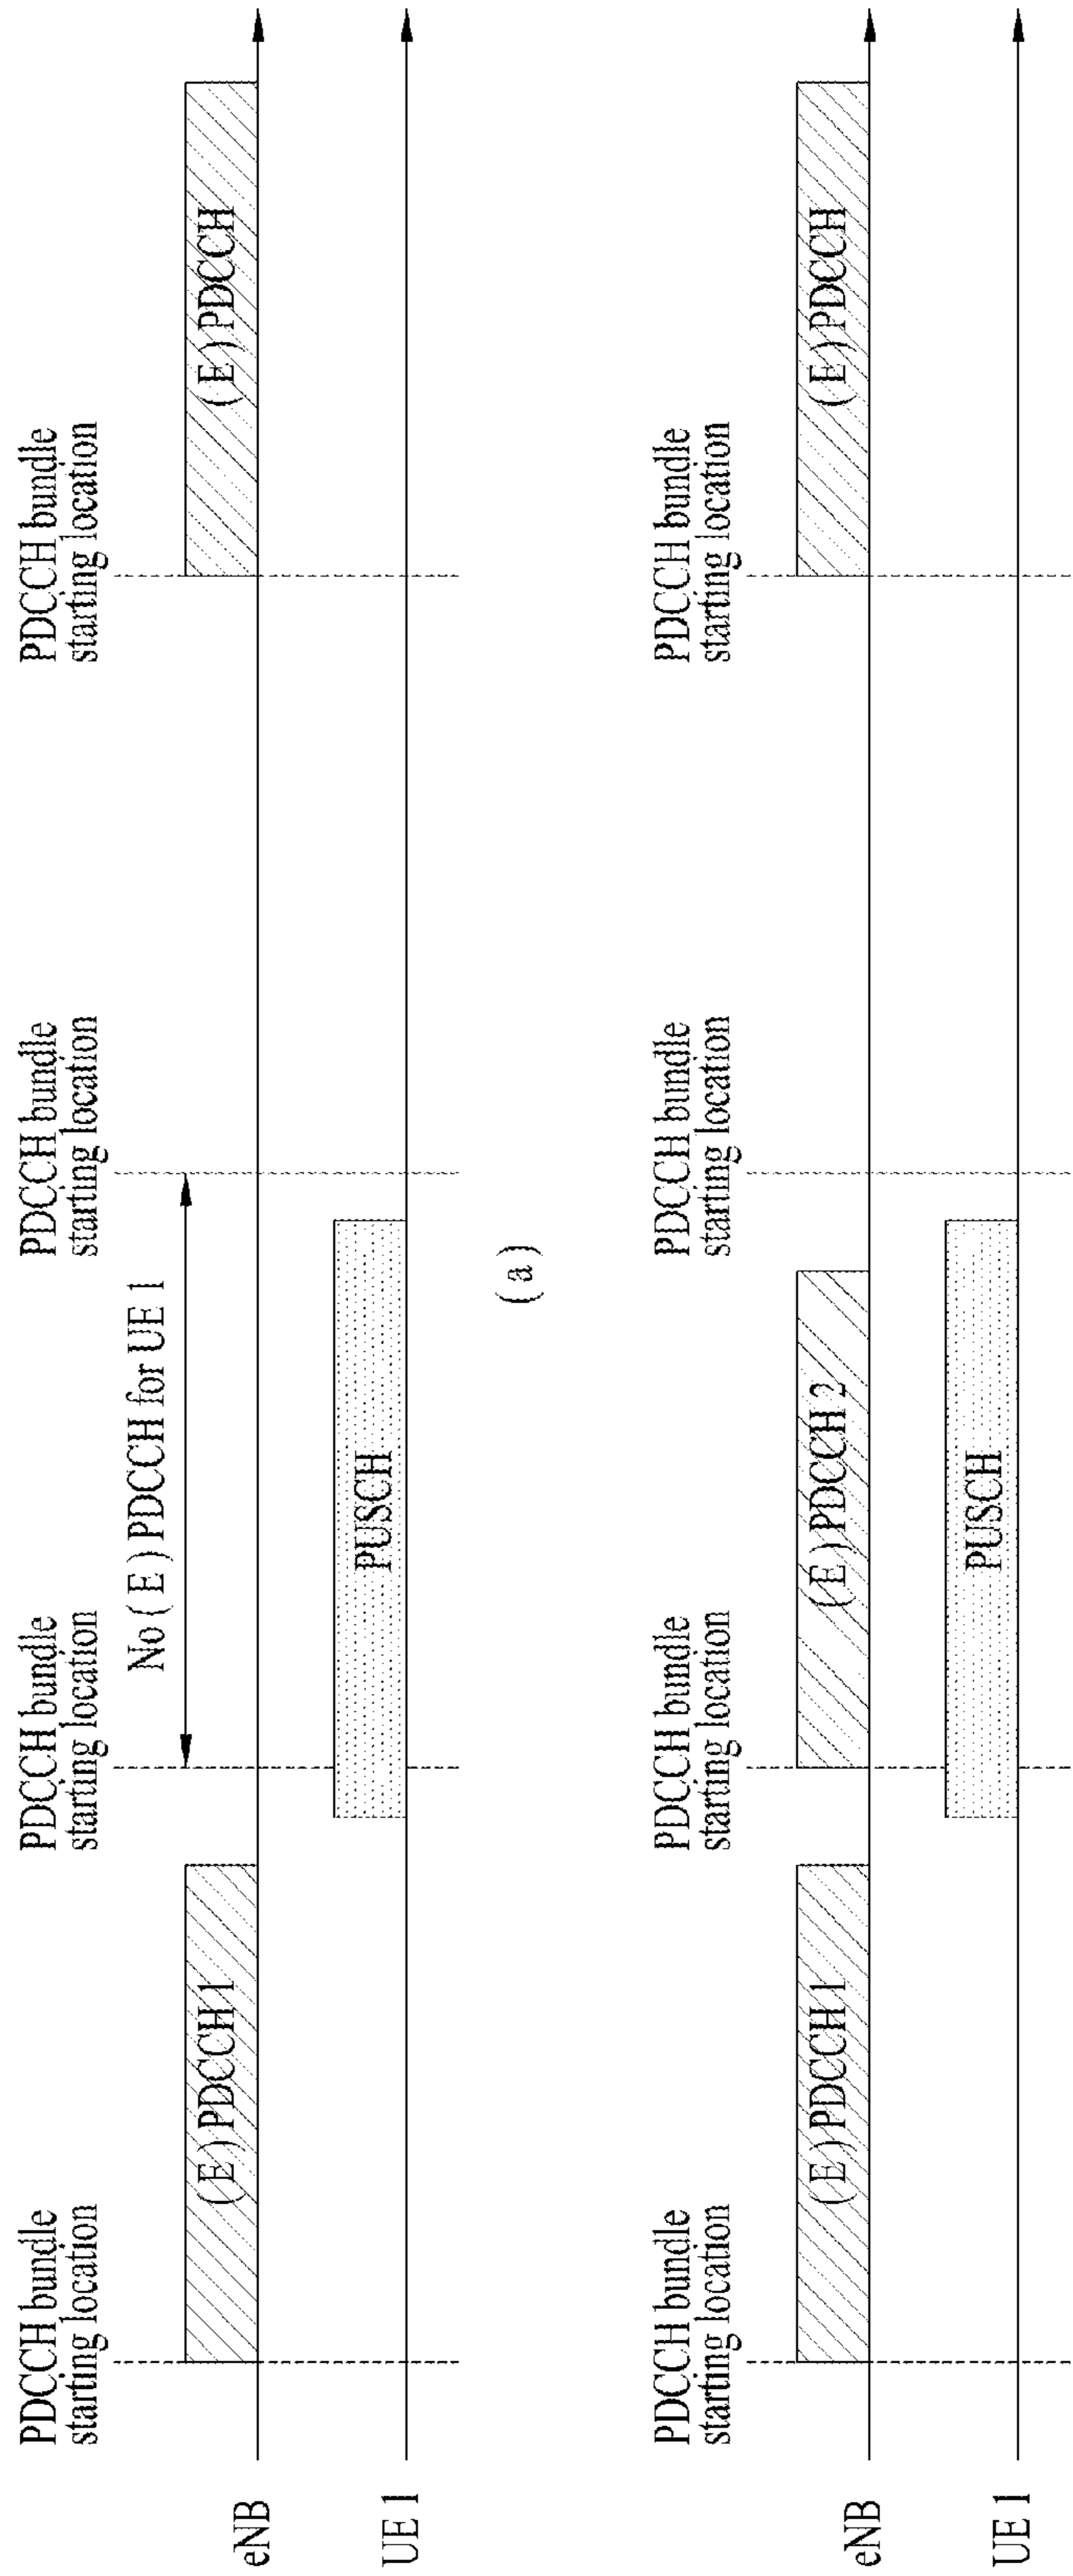 PDCCH bundle
starting location
PDCCH bundle
starting location
PDCCH bundle
starting location
PDCCH bundle
starting location
No ( E ) PDCCH for UE 1
( E ) PDCCH 1
( E ) PDCCH
eNB
PUSCH
UE 1
( a )
PDCCH bundle
starting location
PDCCH bundle
starting location
PDCCH bundle
starting location
PDCCH bundle
starting location
( E ) PDCCH 1
( E ) PDCCH 2
( E ) PDCCH
eNB
PUSCH
UE 1